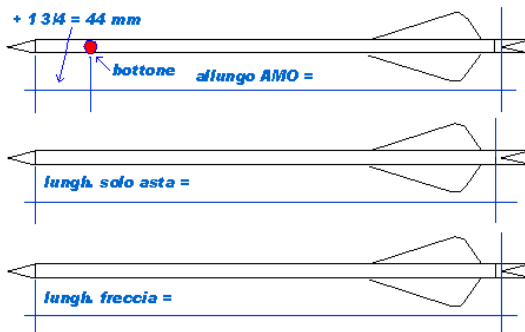 + 1 3/4 = 44 mm
bottone
allungo AMO =
lungh. solo asta =
lungh. freccia =